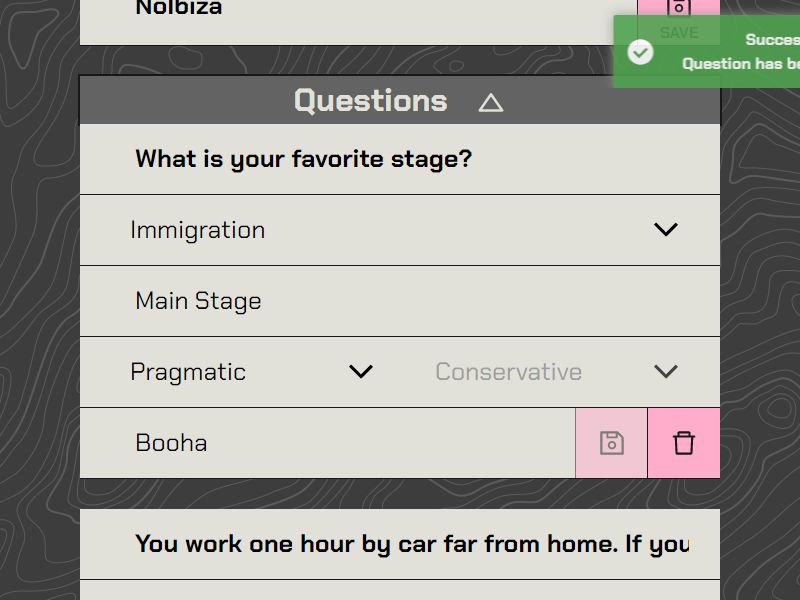 Nolbiza
SAVE
Succes
Question has be
Questions
What is your favorite stage?
Immigration
Main Stage
Pragmatic
Conservative
Booha
You work one hour by car far from home. If you